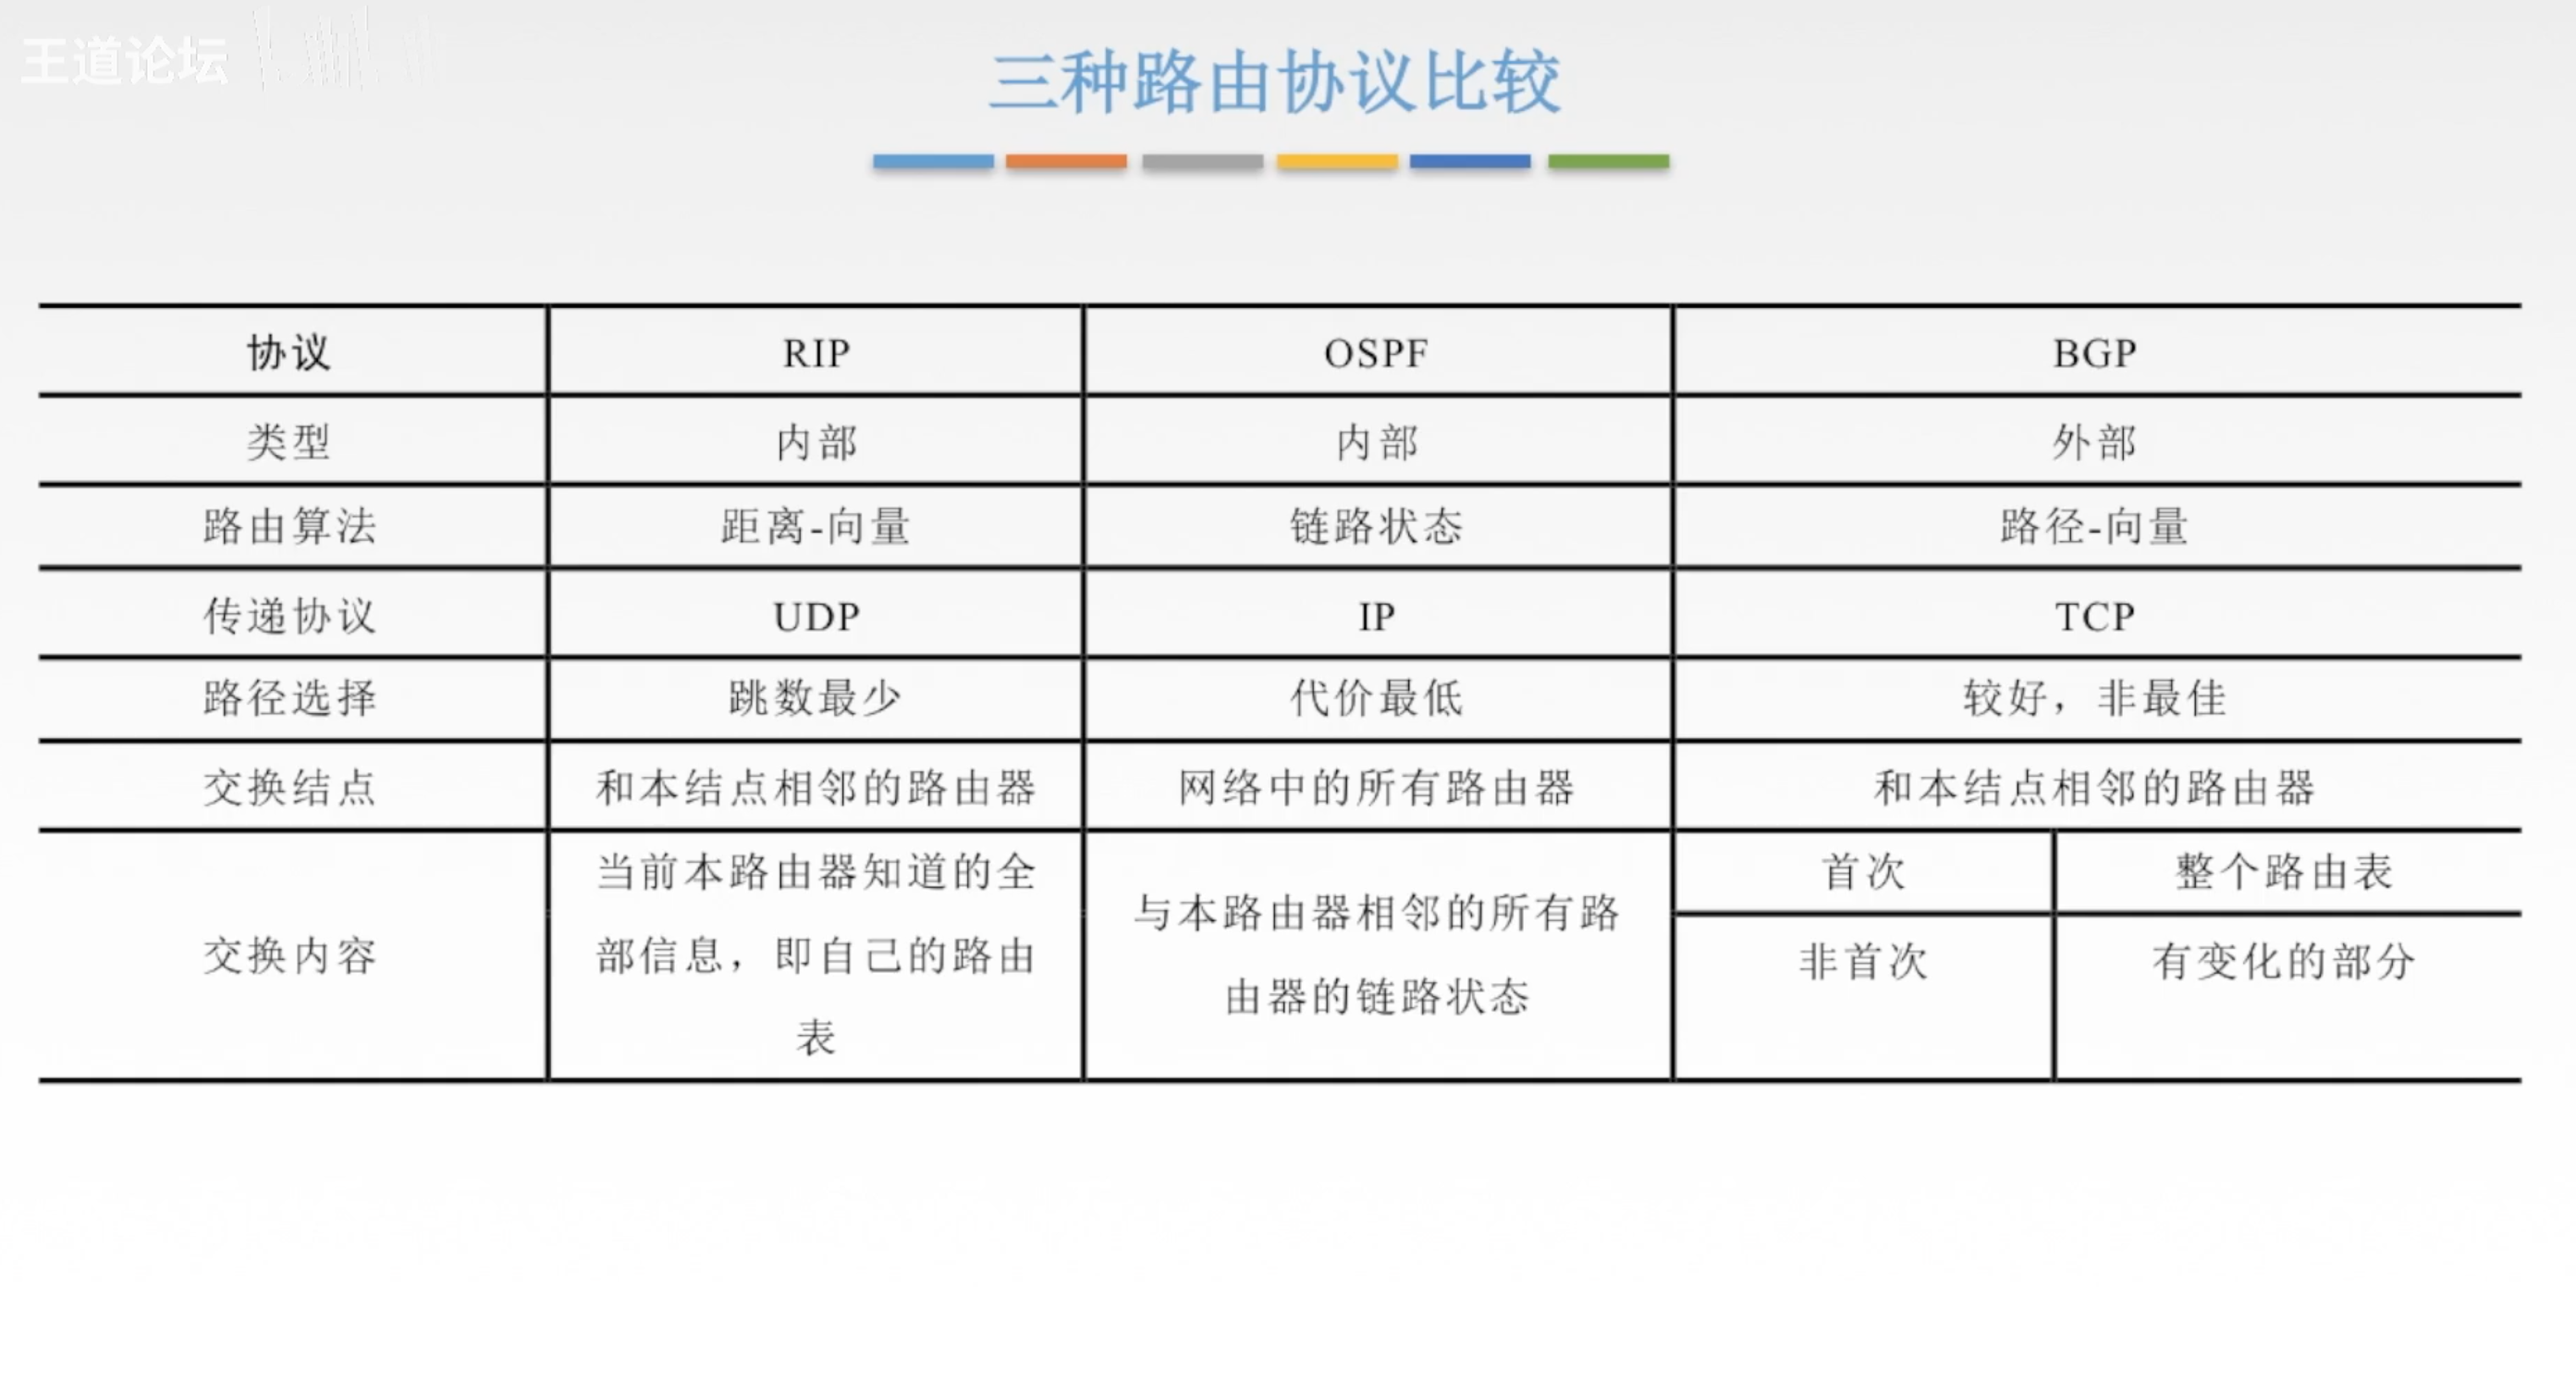 王道论坛
三种路由协议比较
协议 RIP OSPF BGP
类型 内部 内部 外部
路由算法 距离-向量 链路状态 路径-向量
传递协议 UDP IP TCP
路径选择 跳数最少 代价最低 较好，非最佳
交换结点 和本结点相邻的路由器 网络中的所有路由器 和本结点相邻的路由器
交换内容
当前本路由器知道的全
部信息，即自己的路由
表
与本路由器相邻的所有路
由器的链路状态
首次 整个路由表
非首次 有变化的部分